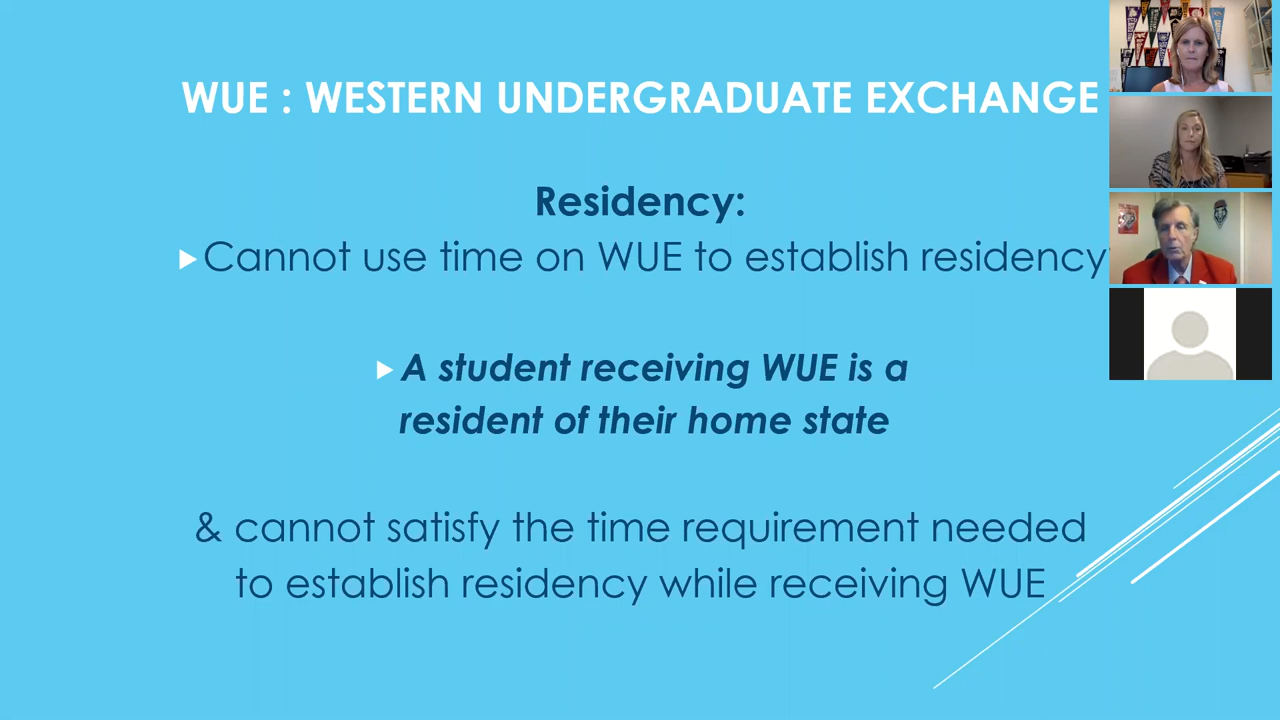 WUE : WESTERN UNDERGRADUATE EXCHANGE
Residency:
Cannot use time on WUE to establish residency
A student receiving WUE is a
resident of their home state
& cannot satisfy the time requirement needed
to establish residency while receiving WUE